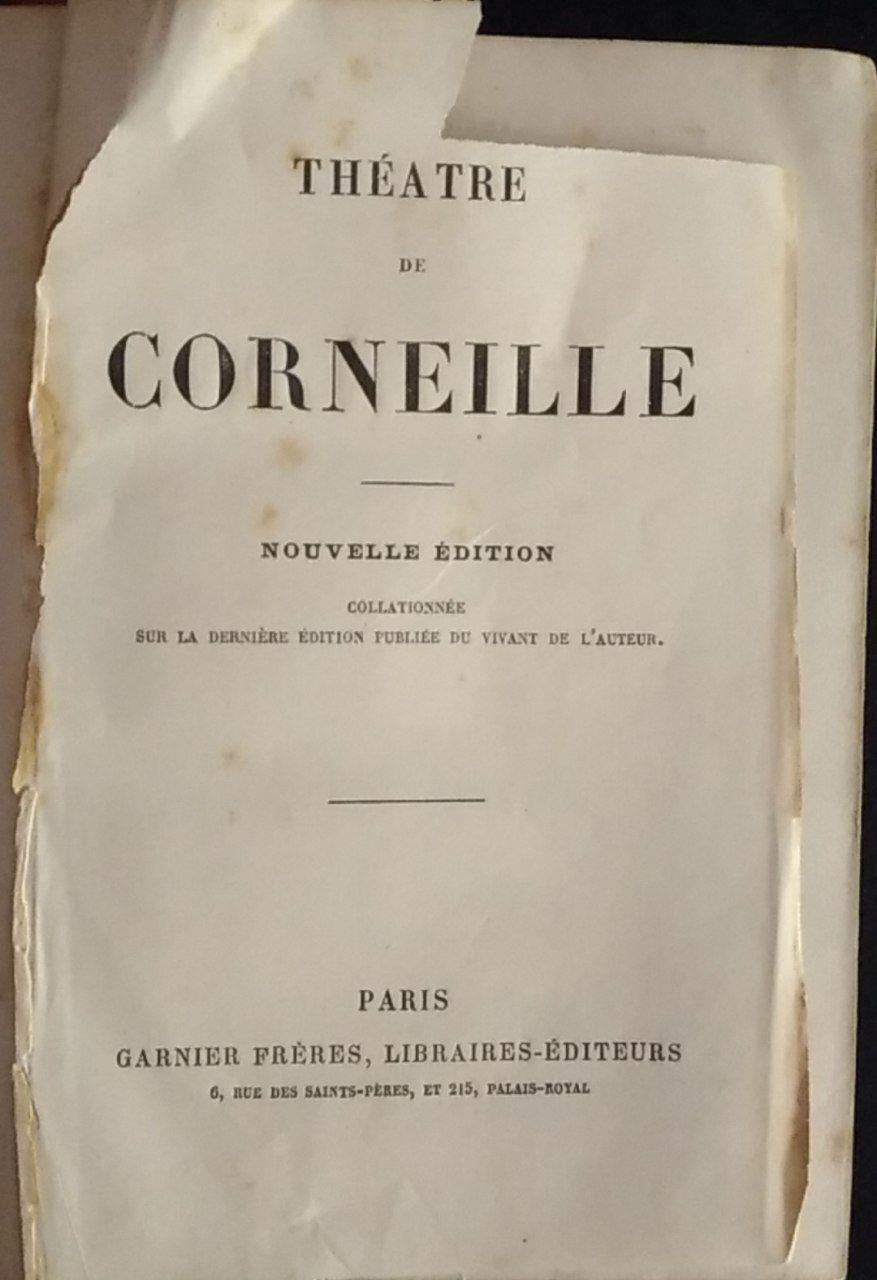 THÉATRE
DE
CORNEILLE
NOUVELLE ÉDITION
COLLATIONNÉE
SUR LA DERNIÈRE ÉDITION PUBLIÉE DU VIVANT DE L'AUTEUR.
PARIS
GARNIER FRÈRES, LIBRAIRES-ÉDITEURS
6, RUE DES SAINTS-PÈRES, ET 215, PALAIS-ROYAL